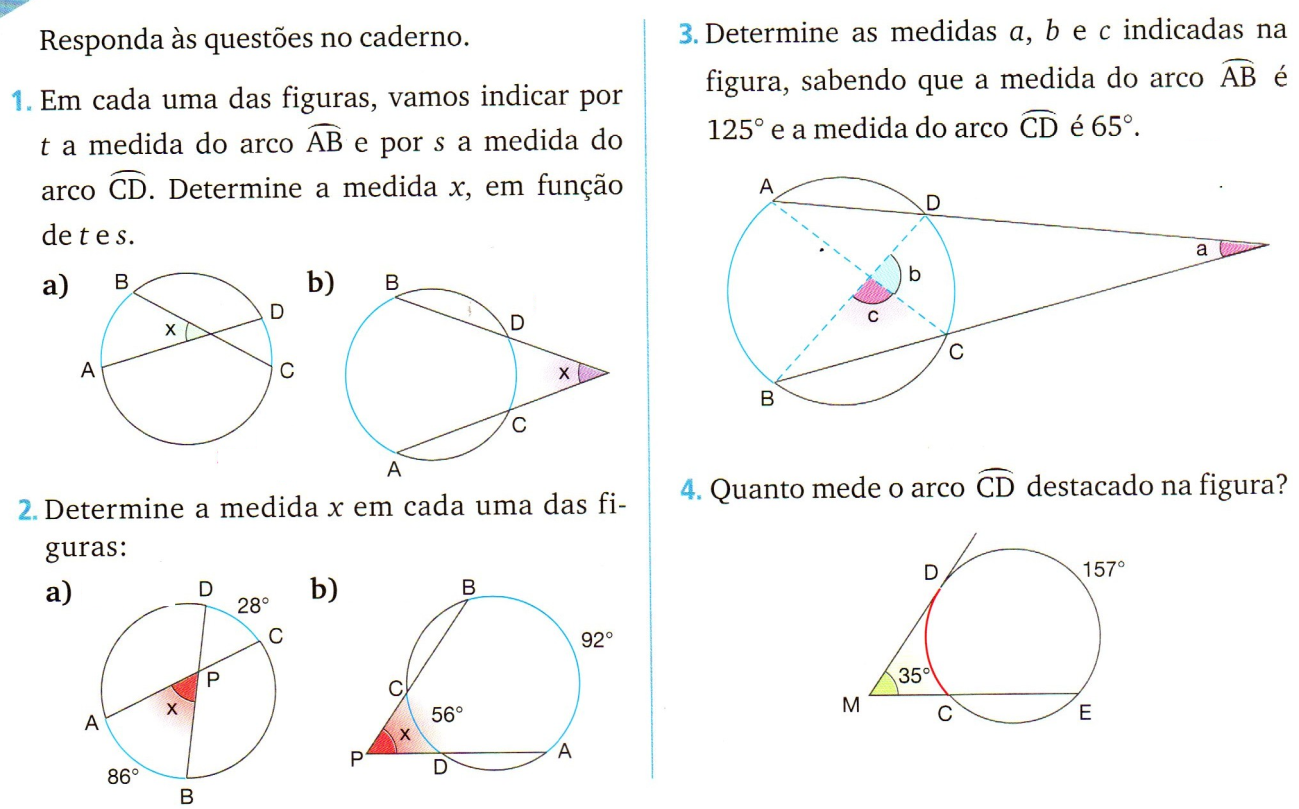 Responda às questões no caderno.
1. Em cada uma das figuras, vamos indicar por
t a medida do arco AB e por s a medida do
arco CD. Determine a medida x, em função
de t e s.
a)
B
D
x
A
C
b)
B
D
x
C
A
2. Determine a medida x em cada uma das fi-
guras:
a)
D
28°
C
P
x
A
86°
B
b)
B
92°
C
56°
x
P
D
A
3. Determine as medidas a, b e c indicadas na
figura, sabendo que a medida do arco AB é
125° e a medida do arco CD é 65°.
A
D
a
b
c
C
B
4. Quanto mede o arco CD destacado na figura?
D
157°
35°
M
C
E